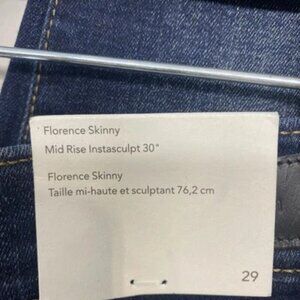 Florence Skinny
Mid Rise Instasculpt 30"
Florence Skinny
Taille mi-haute et sculptant 76,2 cm
29